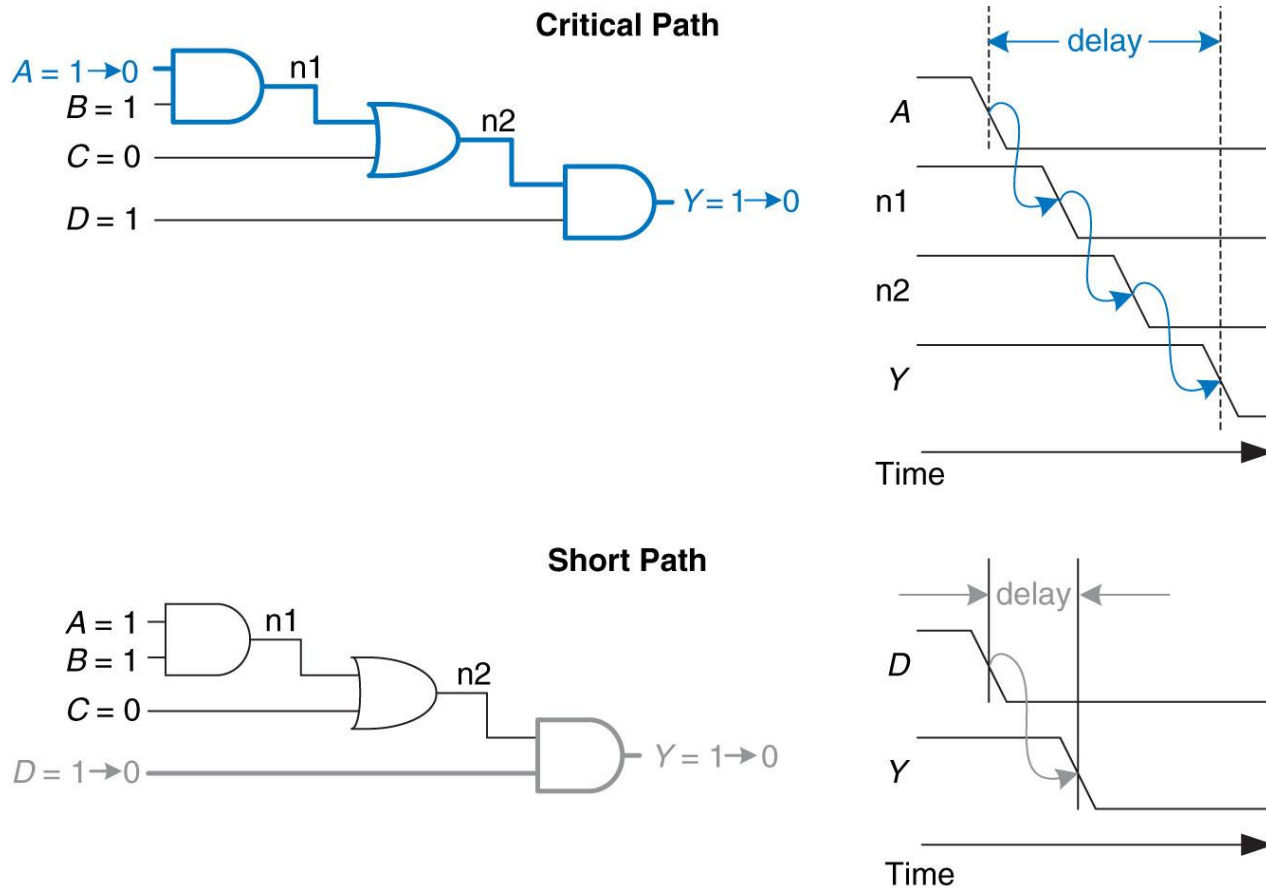 Critical Path
A = 1→0
n1
B = 1
n2
C = 0
D = 1
Y = 1→0
delay
A
n1
n2
Y
Time
Short Path
A = 1
n1
B = 1
n2
C = 0
D = 1→0
Y = 1→0
delay
D
Y
Time